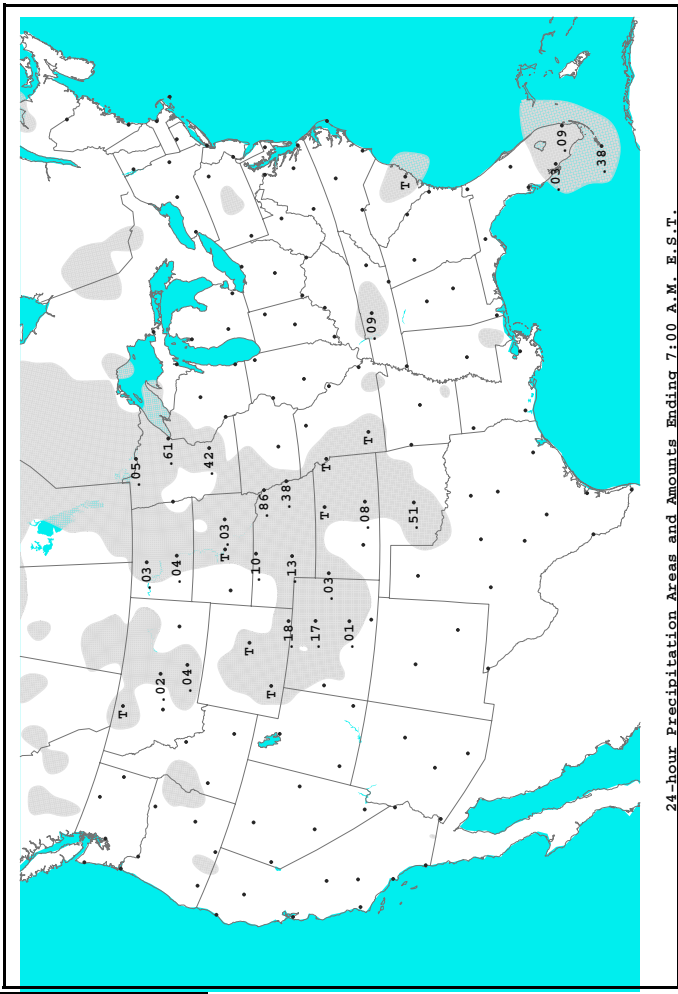 T
.05
.03
.02
.61
.04
.04
.42
T
.03
T
.10
.86
T
.38
.18
.13
.17
T
T
.03
.01
.08
T
.09
T
.51
.03
.09
.38
24-hour Precipitation Areas and Amounts Ending 7:00 A.M. E.S.T.